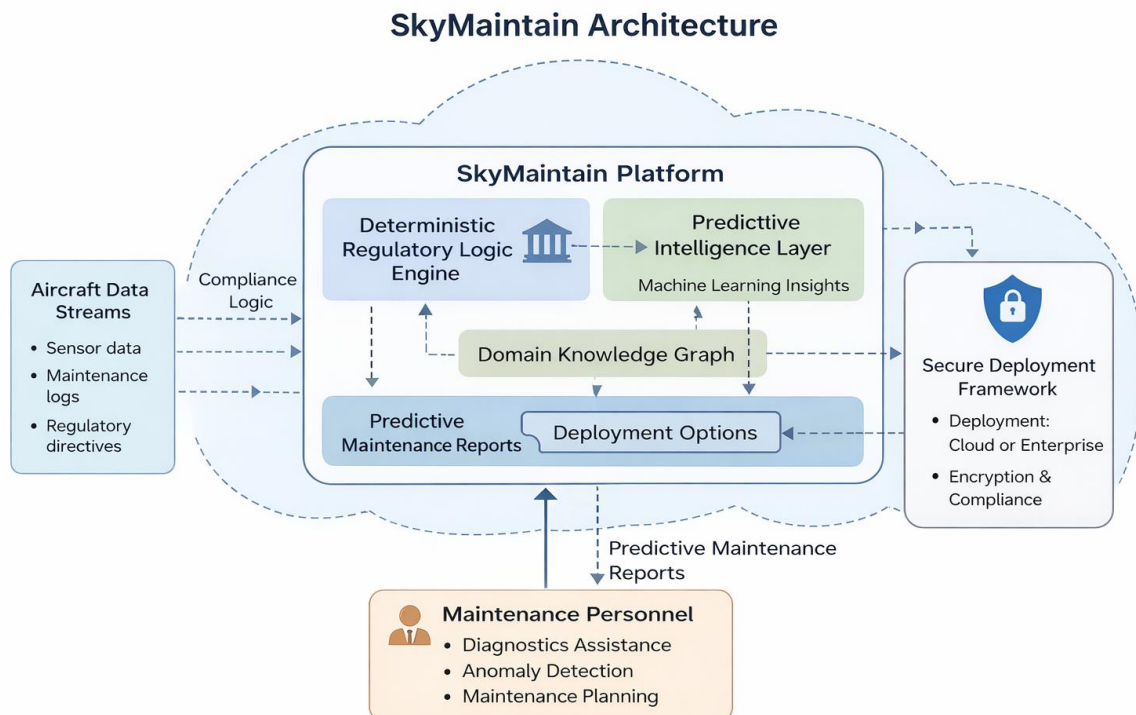 SkyMaintain Architecture
SkyMaintain Platform
Deterministic
Regulatory Logic
Engine
Predicttive
Intelligence Layer
Machine Learning Insights
Compliance
Logic
Aircraft Data
Streams
• Sensor data
• Maintenance
logs
• Regulatory
directives
Domain Knowledge Graph
Predictive
Maintenance Reports
Deployment Options
Secure Deployment
Framework
• Deployment:
Cloud or Enterprise
• Encryption &
Compliance
Predictive Maintenance
Reports
Maintenance Personnel
• Diagnostics Assistance
• Anomaly Detection
• Maintenance Planning